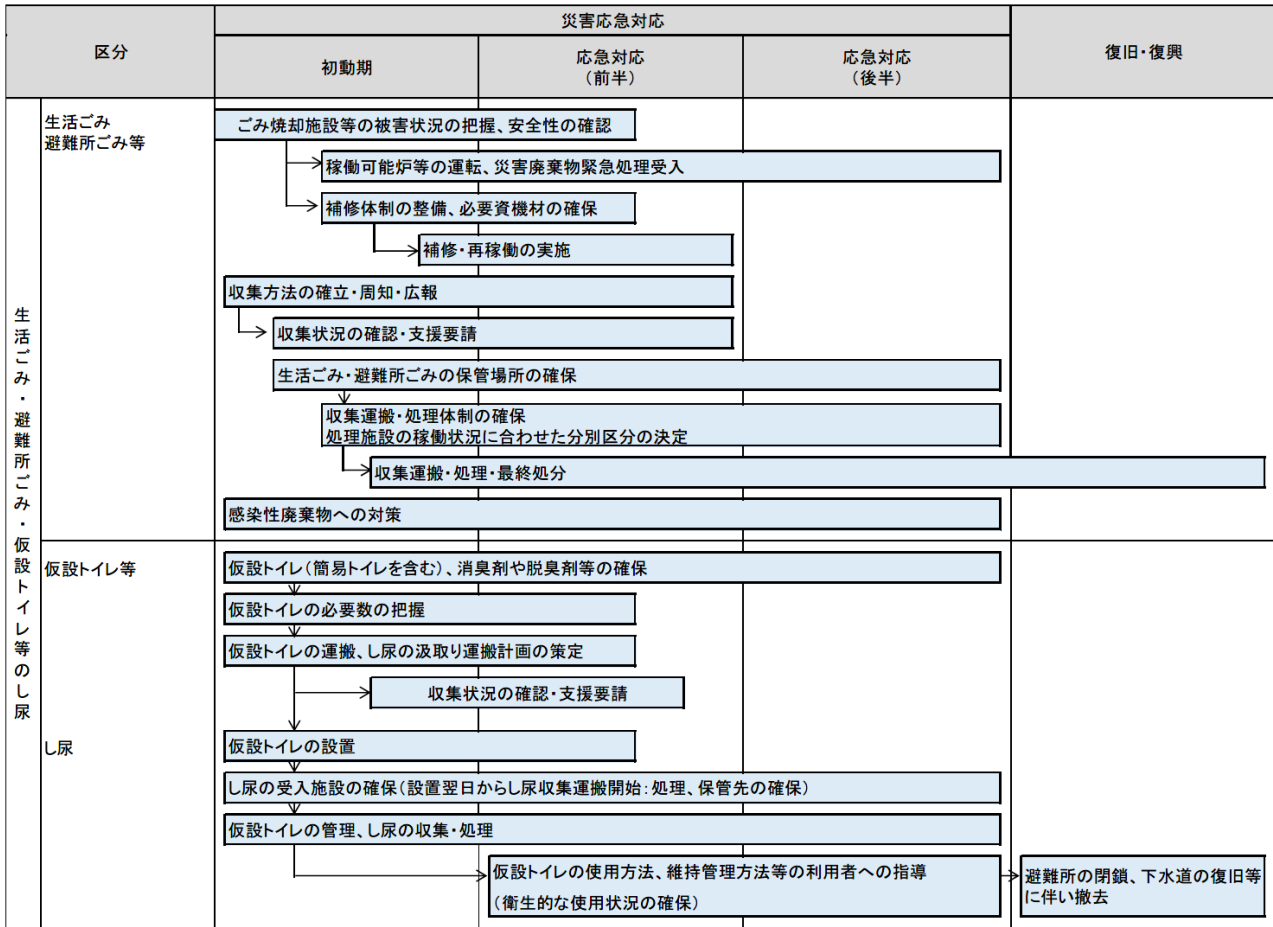 区分
災害応急対応
初動期
応急対応
(前半)
応急対応
(後半)
復旧・復興
生活ごみ・避難所ごみ・仮設トイレ等のし尿
生活ごみ
避難所ごみ等
ごみ焼却施設等の被害状況の把握、安全性の確認
稼働可能炉等の運転、災害廃棄物緊急処理受入
補修体制の整備、必要資機材の確保
補修・再稼働の実施
収集方法の確立・周知・広報
収集状況の確認・支援要請
生活ごみ・避難所ごみの保管場所の確保
収集運搬・処理体制の確保
処理施設の稼働状況に合わせた分別区分の決定
収集運搬・処理・最終処分
感染性廃棄物への対策
仮設トイレ等
仮設トイレ(簡易トイレを含む)、消臭剤や脱臭剤等の確保
仮設トイレの必要数の把握
仮設トイレの運搬、し尿の汲取り運搬計画の策定
収集状況の確認・支援要請
し尿
仮設トイレの設置
し尿の受入施設の確保(設置翌日からし尿収集運搬開始:処理、保管先の確保)
仮設トイレの管理、し尿の収集・処理
仮設トイレの使用方法、維持管理方法等の利用者への指導
(衛生的な使用状況の確保)
避難所の閉鎖、下水道の復旧等
に伴い撤去